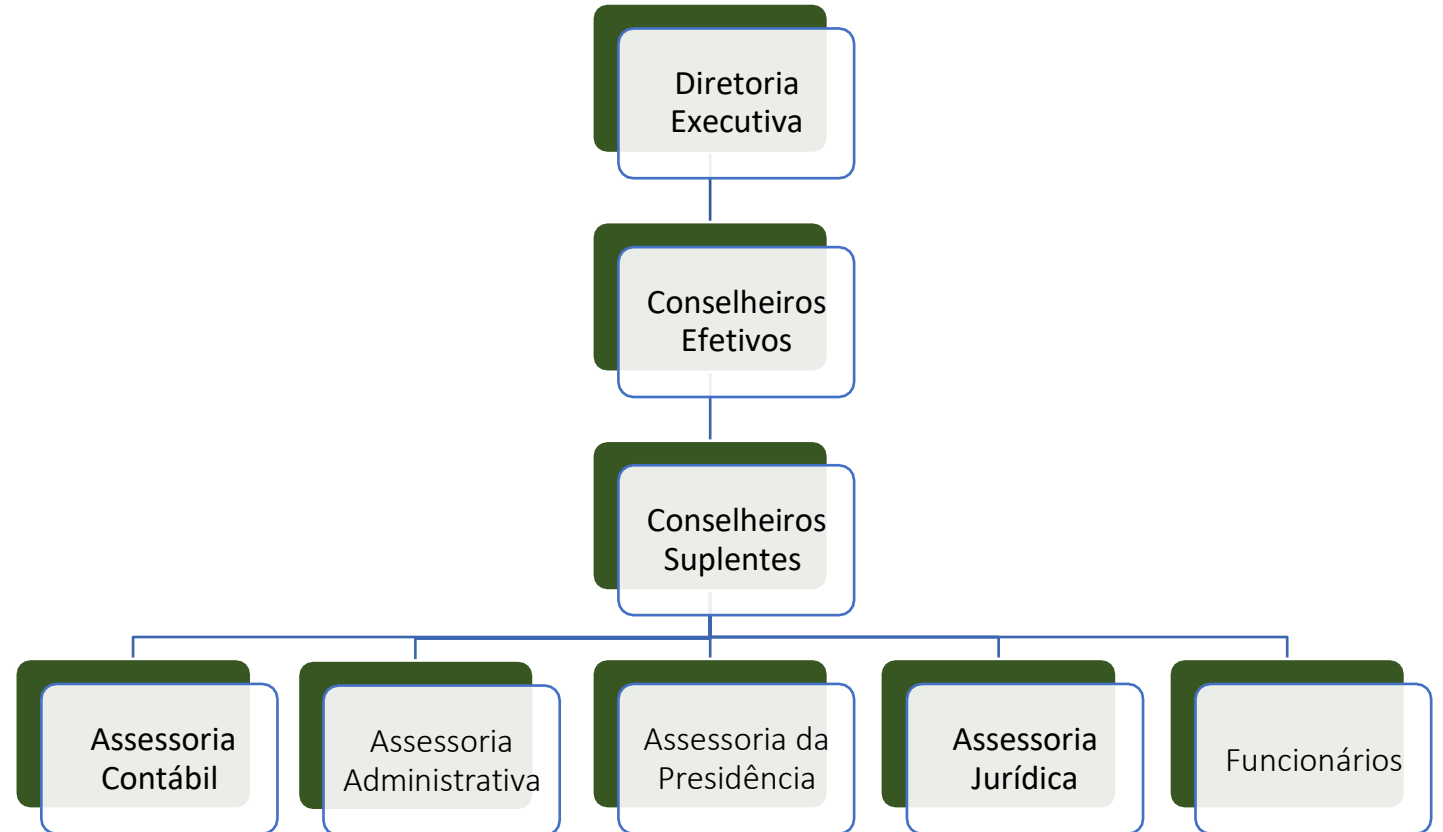 Diretoria
Executiva
Conselheiros
Efetivos
Conselheiros
Suplentes
Assessoria
Contábil
Assessoria
Administrativa
Assessoria da
Presidência
Assessoria
Jurídica
Funcionários